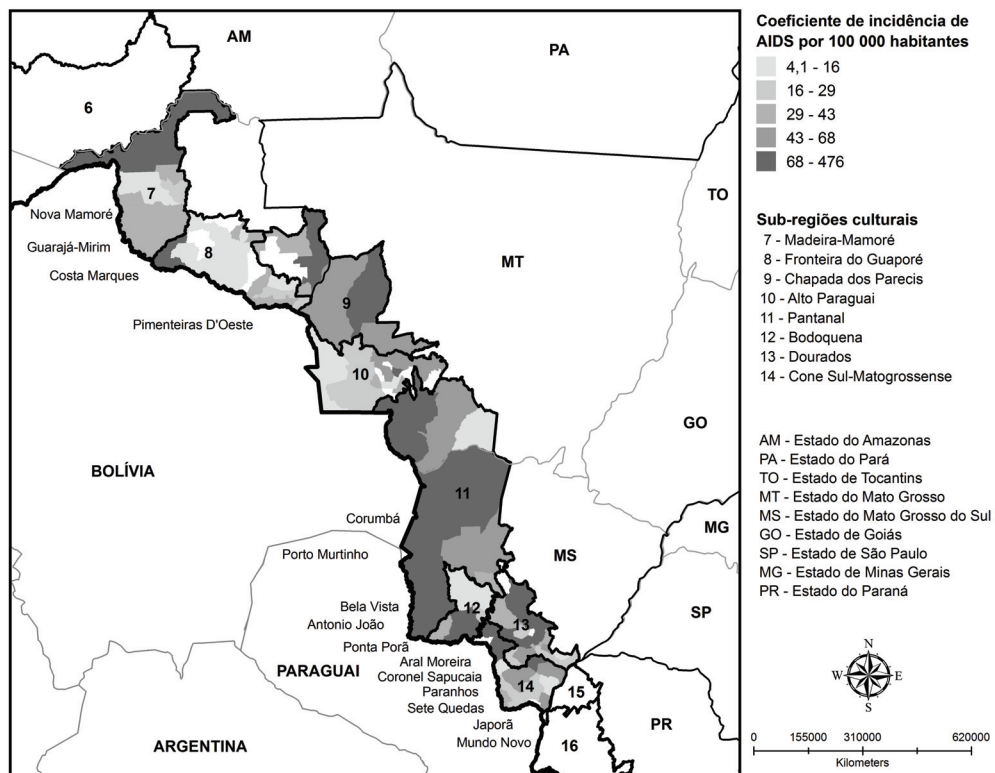 AM
PA
6
TO
7
Nova Mamoré
Guarajá-Mirim
8
Costa Marques
MT
9
Pimenteiras D'Oeste
10
GO
BOLÍVIA
11
Corumbá
MG
Porto Murtinho
MS
12
Bela Vista
SP
Antonio João
13
Ponta Porã
PARAGUAI
Aral Moreira
Coronel Sapucaia
Paranhos
14
15
Sete Quedas
Japorã
PR
Mundo Novo
16
ARGENTINA
Coeficiente de incidência de
AIDS por 100 000 habitantes
4,1 - 16
16 - 29
29 - 43
43 - 68
68 - 476
Sub-regiões culturais
7 - Madeira-Mamoré
8 - Fronteira do Guaporé
9 - Chapada dos Parecis
10 - Alto Paraguai
11 - Pantanal
12 - Bodoquena
13 - Dourados
14 - Cone Sul-Matogrossense
AM - Estado do Amazonas
PA - Estado do Pará
TO - Estado de Tocantins
MT - Estado do Mato Grosso
MS - Estado do Mato Grosso do Sul
GO - Estado de Goiás
SP - Estado de São Paulo
MG - Estado de Minas Gerais
PR - Estado do Paraná
N
W E
S
0 155000 310000 620000
Kilometers